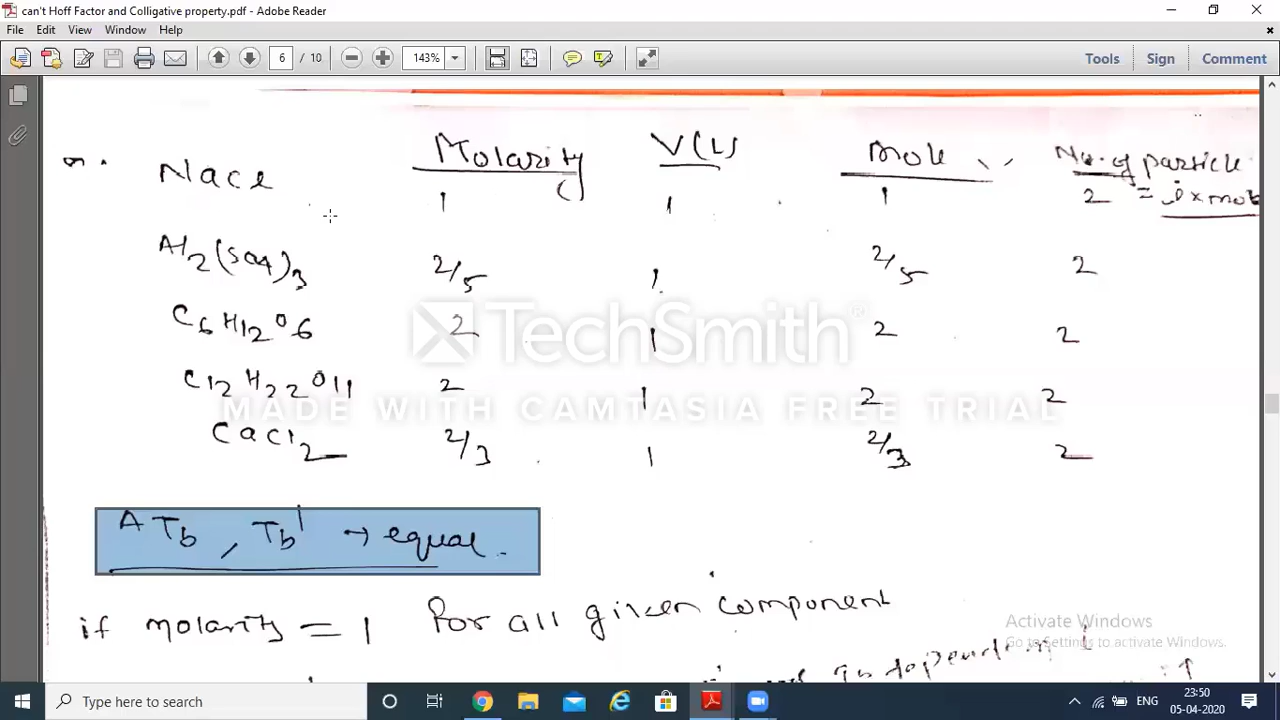 can't Hoff Factor and Colligative property.pdf - Adobe Reader
File Edit View Window Help
6 / 10 143% Tools Sign Comment
Molarity V(L) Mole No. of particle
NaCl 1 1 1 2 = i × mole
Al2(SO4)3 2/5 1 2/5 2
C6H12O6 2 1 2 2
TechSmith®
C12H22O11 2 1 2 2
MADE WITH CAMTASIA FREE TRIAL
CaCl2 2/3 1 2/3 2
ΔTb, Tb' → equal.
if molarity = 1 for all given component
Activate Windows
Go to Settings to activate Windows.
Type here to search
ENG 23:50
05-04-2020